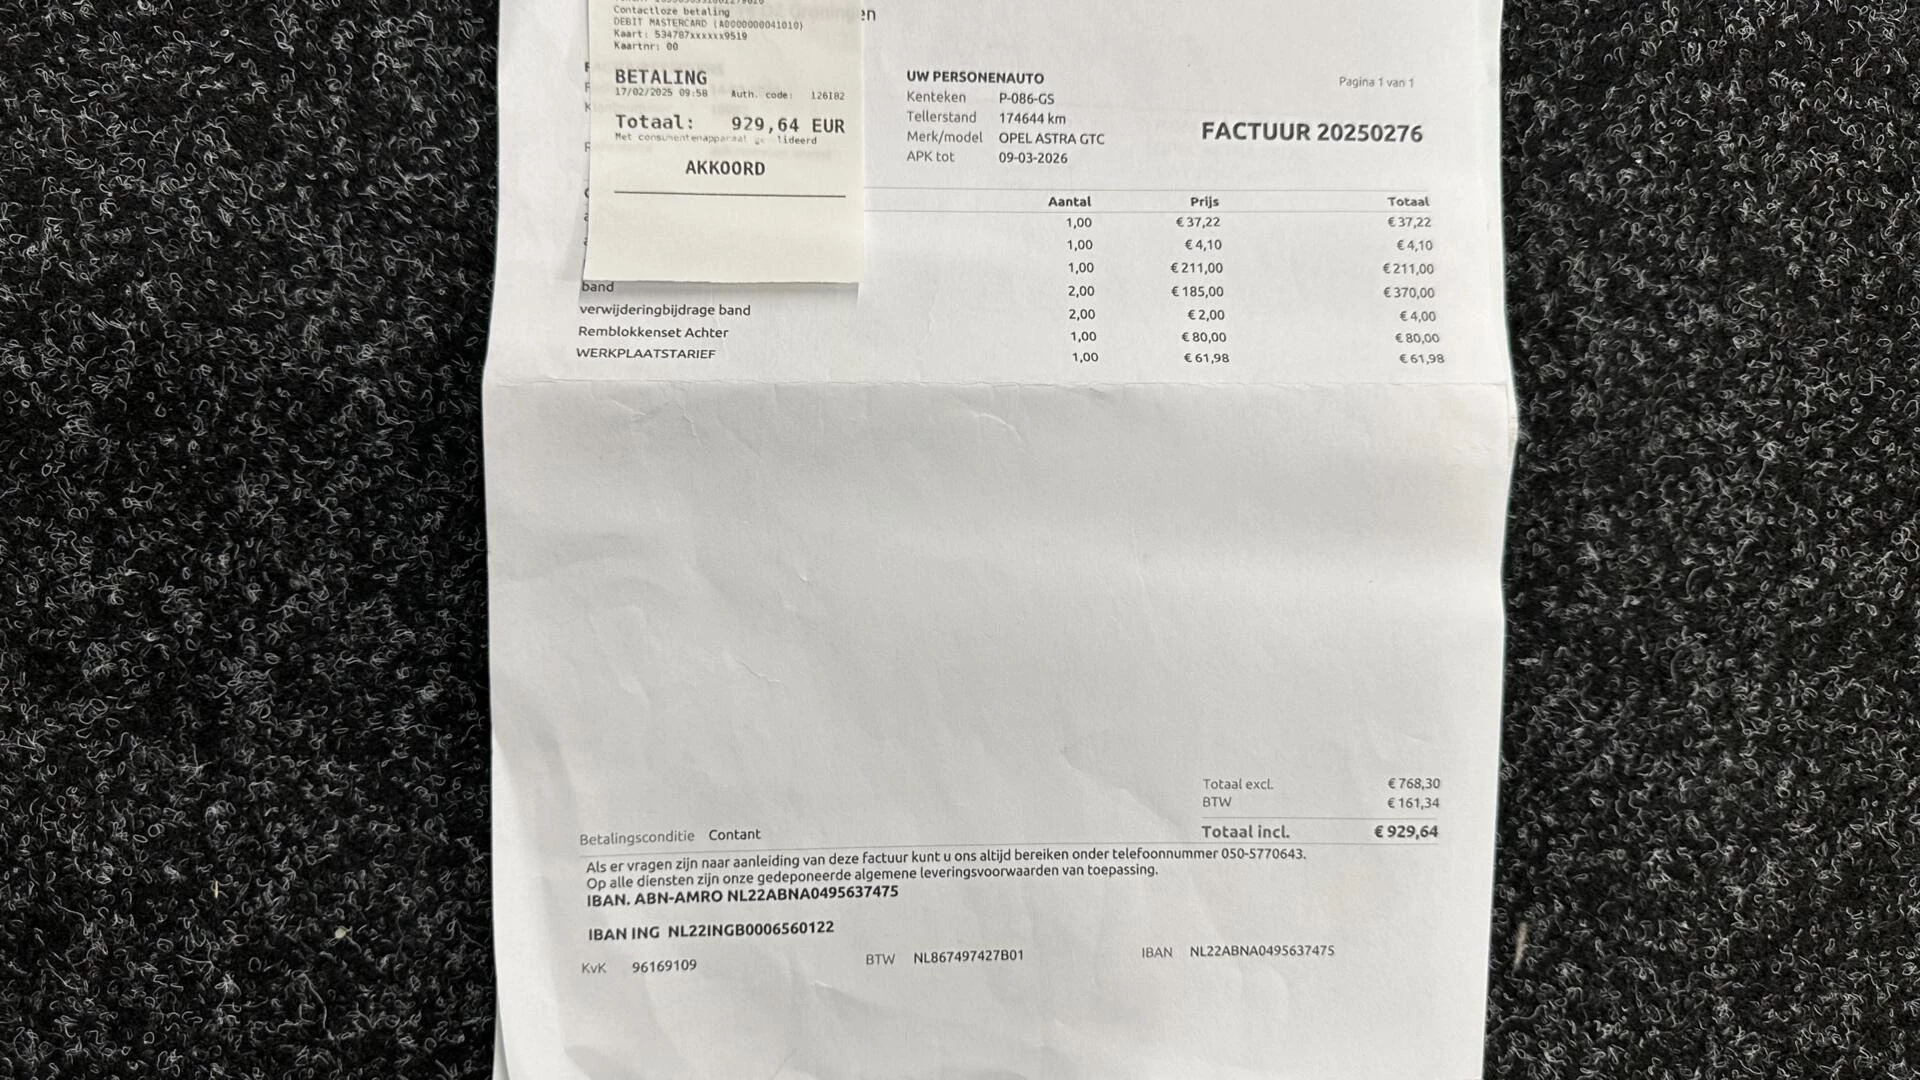 Contactloze betaling
DEBIT MASTERCARD (A0000000041010)
Kaart: 534787xxxxxx9519
Kaartnr: 00
BETALING
17/02/2025 09:58 Auth. code: 126182
Totaal: 929,64 EUR
Met consumentenapparaat
AKKOORD
UW PERSONENAUTO
Kenteken P-086-GS
Tellerstand 174644 km
Merk/model OPEL ASTRA GTC
APK tot 09-03-2026
Pagina 1 van 1
FACTUUR 20250276
Aantal Prijs Totaal
1,00 € 37,22 € 37,22
1,00 € 4,10 € 4,10
1,00 € 211,00 € 211,00
band 2,00 € 185,00 € 370,00
verwijderingbijdrage band 2,00 € 2,00 € 4,00
Remblokkenset Achter 1,00 € 80,00 € 80,00
WERKPLAATSTARIEF 1,00 € 61,98 € 61,98
Totaal excl. € 768,30
BTW € 161,34
Totaal incl. € 929,64
Betalingsconditie Contant
Als er vragen zijn naar aanleiding van deze factuur kunt u ons altijd bereiken onder telefoonnummer 050-5770643.
Op alle diensten zijn onze gedeponeerde algemene leveringsvoorwaarden van toepassing.
IBAN. ABN-AMRO NL22ABNA0495637475
IBAN ING NL22INGB0006560122
KvK 96169109 BTW NL867497427B01 IBAN NL22ABNA0495637475